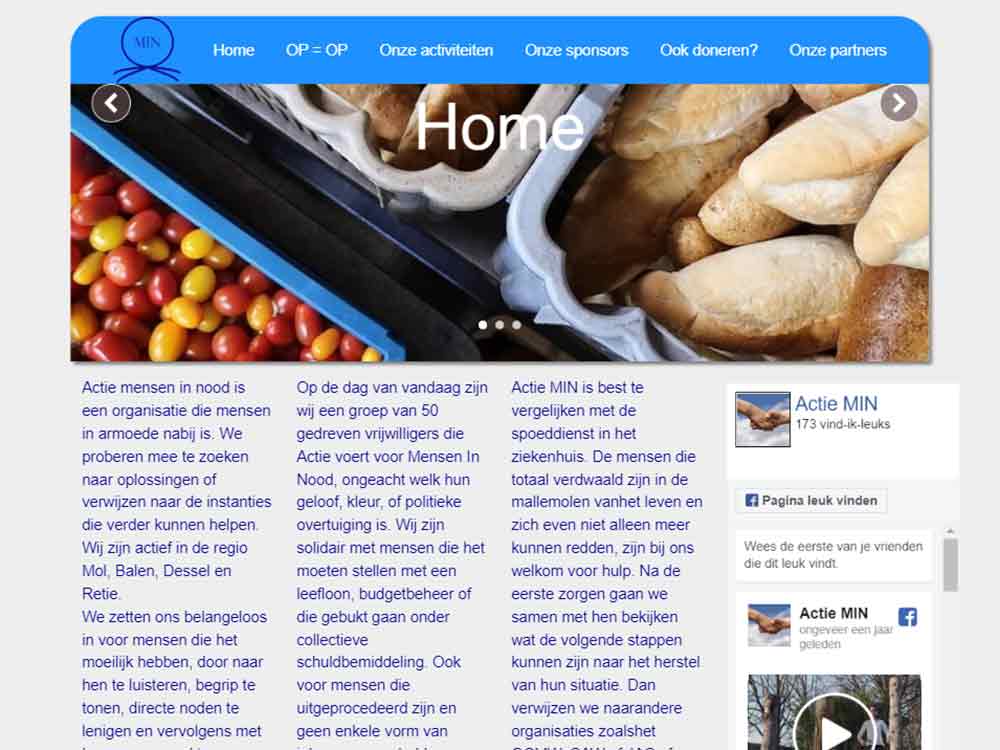 MIN
Home OP = OP Onze activiteiten Onze sponsors Ook doneren? Onze partners
Home
Actie mensen in nood is
een organisatie die mensen
in armoede nabij is. We
proberen mee te zoeken
naar oplossingen of
verwijzen naar de instanties
die verder kunnen helpen.
Wij zijn actief in de regio
Mol, Balen, Dessel en
Retie.
We zetten ons belangeloos
in voor mensen die het
moeilijk hebben, door naar
hen te luisteren, begrip te
tonen, directe noden te
lenigen en vervolgens met
Op de dag van vandaag zijn
wij een groep van 50
gedreven vrijwilligers die
Actie voert voor Mensen In
Nood, ongeacht welk hun
geloof, kleur, of politieke
overtuiging is. Wij zijn
solidair met mensen die het
moeten stellen met een
leefloon, budgetbeheer of
die gebukt gaan onder
collectieve
schuldbemiddeling. Ook
voor mensen die
uitgeprocedeerd zijn en
geen enkele vorm van
Actie MIN is best te
vergelijken met de
spoeddienst in het
ziekenhuis. De mensen die
totaal verdwaald zijn in de
mallemolen vanhet leven en
zich even niet alleen meer
kunnen redden, zijn bij ons
welkom voor hulp. Na de
eerste zorgen gaan we
samen met hen bekijken
wat de volgende stappen
kunnen zijn naar het herstel
van hun situatie. Dan
verwijzen we naarandere
organisaties zoalshet
Actie MIN
173 vind-ik-leuks
Pagina leuk vinden
Wees de eerste van je vrienden
die dit leuk vindt.
Actie MIN
ongeveer een jaar
geleden